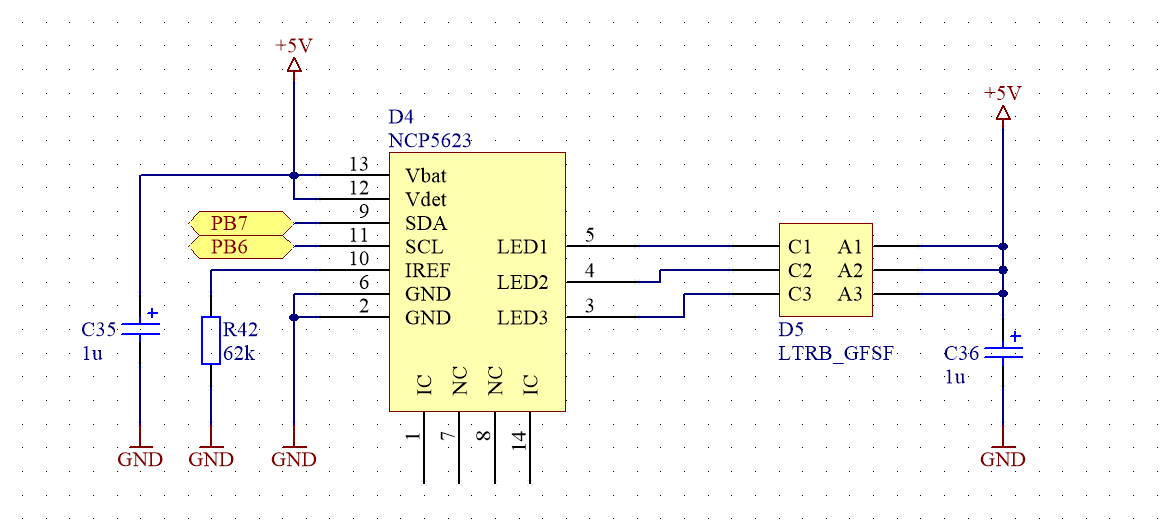 +5V
+5V
D4
NCP5623
13
Vbat
12
Vdet
9
SDA
PB7
11
SCL
PB6
10
IREF
6
GND
2
GND
LED1
5
LED2
4
LED3
3
C1
A1
C2
A2
C3
A3
D5
LTRB_GFSF
C35
+
1u
R42
62k
C36
+
1u
IC
NC
NC
IC
1
7
8
14
GND
GND
GND
GND